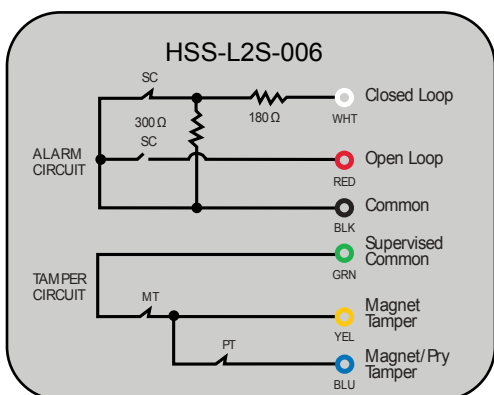 HSS-L2S-006
SC
Closed Loop
WHT
300 Ω
180 Ω
ALARM
CIRCUIT
SC
Open Loop
RED
Common
BLK
Supervised
Common
GRN
TAMPER
CIRCUIT
MT
Magnet
Tamper
YEL
PT
Magnet/Pry
Tamper
BLU